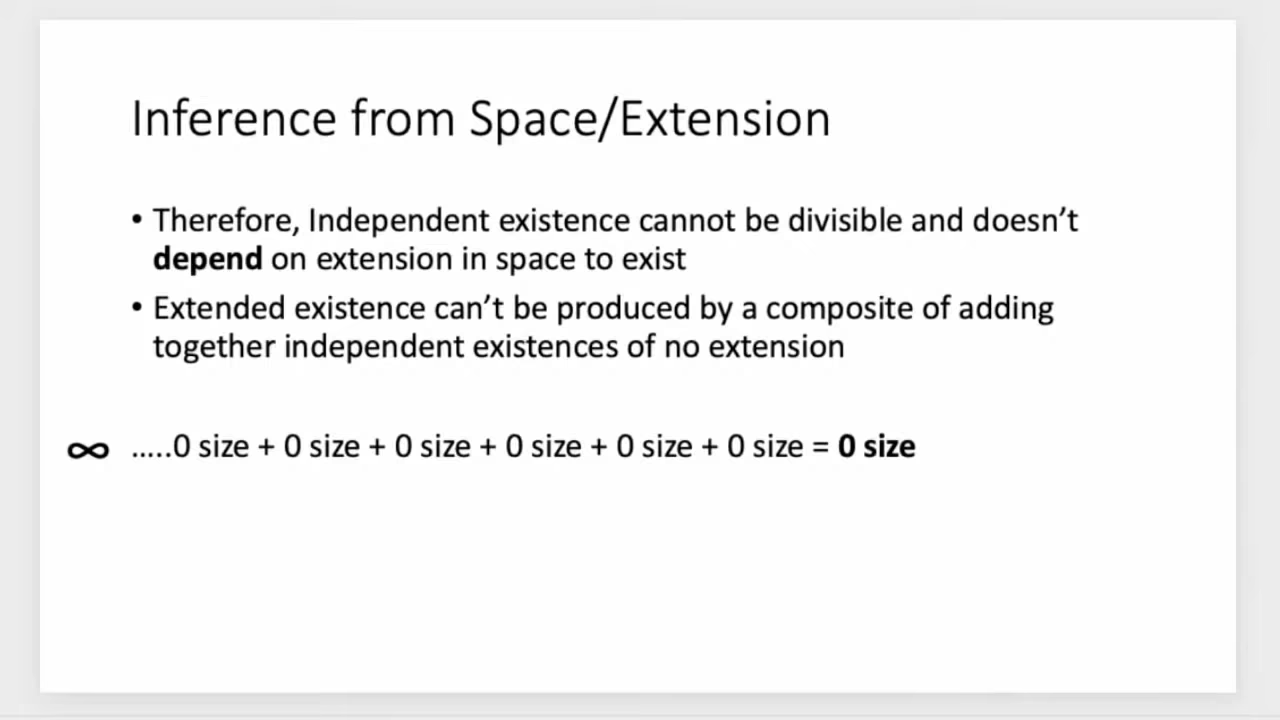 Inference from Space/Extension
• Therefore, Independent existence cannot be divisible and doesn’t
depend on extension in space to exist
• Extended existence can’t be produced by a composite of adding
together independent existences of no extension
∞ .....0 size + 0 size + 0 size + 0 size + 0 size + 0 size = 0 size